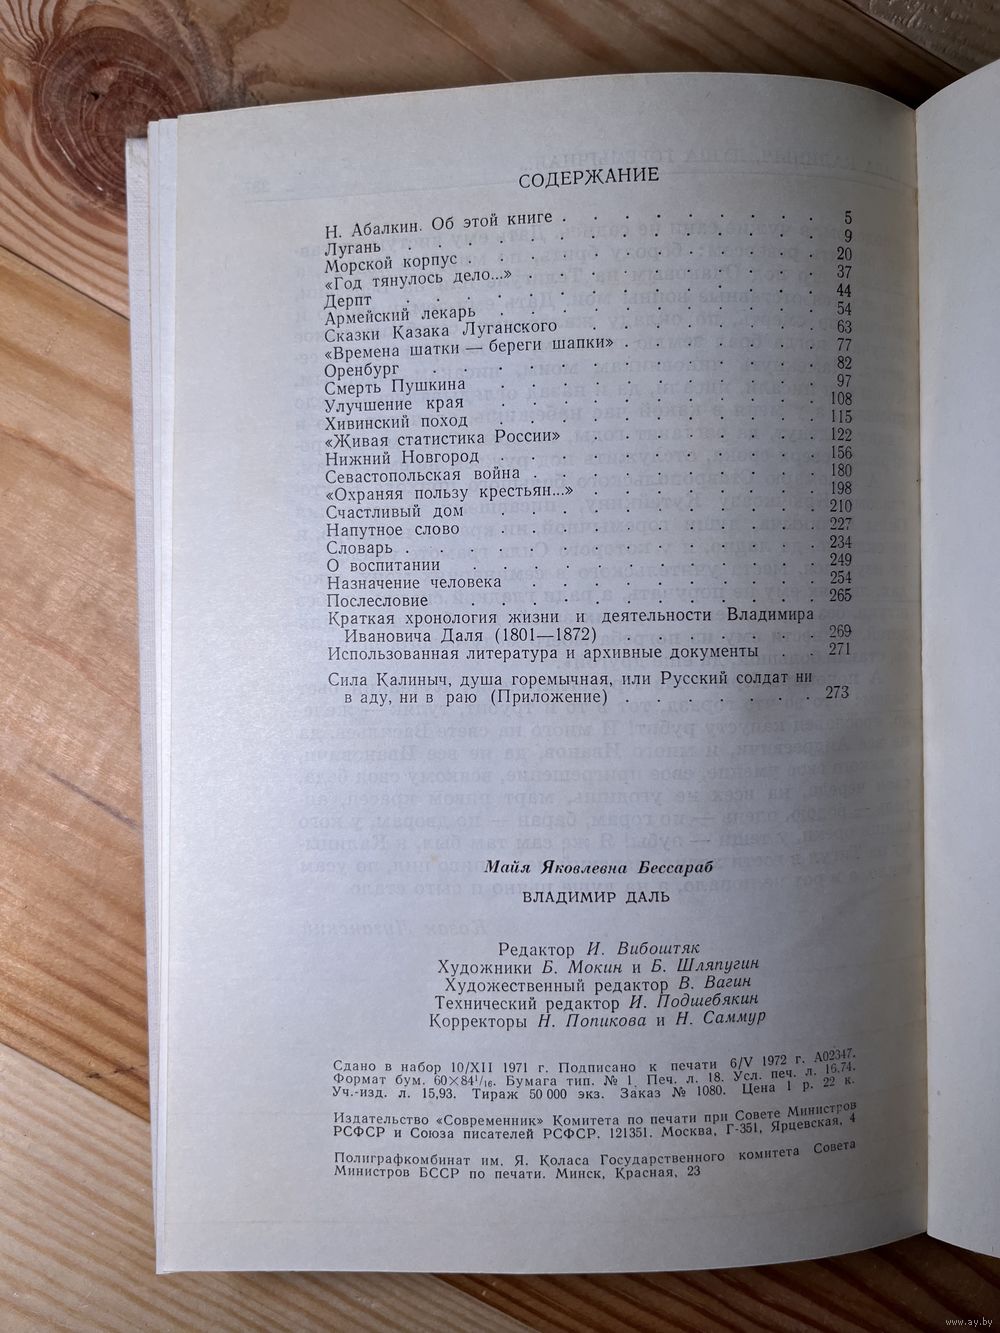 СОДЕРЖАНИЕ
Н. Абалкин. Об этой книге . . . . . . . . . 5
Лугань . . . . . . . . . 9
Морской корпус . . . . . . . . . 20
«Год тянулось дело...» . . . . . . . . . 37
Дерпт . . . . . . . . . 44
Армейский лекарь . . . . . . . . . 54
Сказки Казака Луганского . . . . . . . . . 63
«Времена шатки — береги шапки» . . . . . . . . . 77
Оренбург . . . . . . . . . 82
Смерть Пушкина . . . . . . . . . 97
Улучшение края . . . . . . . . . 108
Хивинский поход . . . . . . . . . 115
«Живая статистика России» . . . . . . . . . 122
Нижний Новгород . . . . . . . . . 156
Севастопольская война . . . . . . . . . 180
«Охраняя пользу крестьян...» . . . . . . . . . 198
Счастливый дом . . . . . . . . . 210
Напутное слово . . . . . . . . . 227
Словарь . . . . . . . . . 234
О воспитании . . . . . . . . . 249
Назначение человека . . . . . . . . . 254
Послесловие . . . . . . . . . 265
Краткая хронология жизни и деятельности Владимира
Ивановича Даля (1801—1872) . . . . . . 269
Использованная литература и архивные документы . . 271
Сила Калиныч, душа горемычная, или Русский солдат ни
в аду, ни в раю (Приложение) . . . . . . 273
Майя Яковлевна Бессараб
ВЛАДИМИР ДАЛЬ
Редактор И. Вибоштяк
Художники Б. Мокин и Б. Шляпугин
Художественный редактор В. Вагин
Технический редактор И. Подшебякин
Корректоры Н. Попикова и Н. Саммур
Сдано в набор 10/XII 1971 г. Подписано к печати 6/V 1972 г. А02347.
Формат бум. 60×84¹/₁₆. Бумага тип. № 1. Печ. л. 18. Усл. печ. л. 16.74.
Уч.-изд. л. 15,93. Тираж 50 000 экз. Заказ № 1080. Цена 1 р. 22 к.
Издательство «Современник» Комитета по печати при Совете Министров
РСФСР и Союза писателей РСФСР. 121351. Москва, Г-351, Ярцевская, 4
Полиграфкомбинат им. Я. Коласа Государственного комитета Совета
Министров БССР по печати. Минск, Красная, 23
www.ay.by